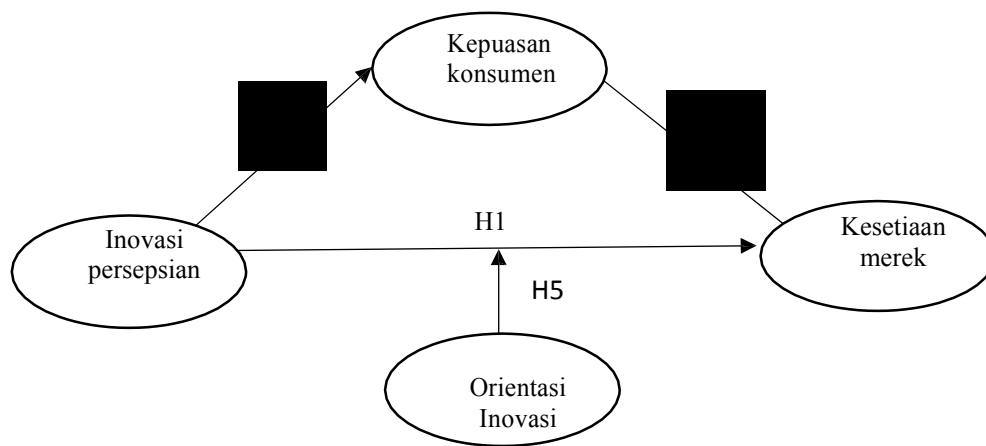 Kepuasan
konsumen
H1
Inovasi
persepsian
Kesetiaan
merek
H5
Orientasi
Inovasi